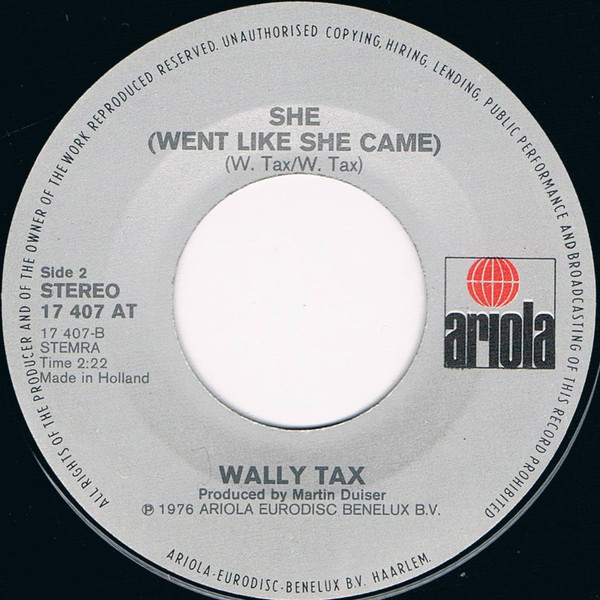 ALL RIGHTS OF THE PRODUCER AND OF THE OWNER OF THE WORK REPRODUCED RESERVED. UNAUTHORISED COPYING, HIRING, LENDING, PUBLIC PERFORMANCE AND BROADCASTING OF THIS RECORD PROHIBITED
SHE
(WENT LIKE SHE CAME)
(W. Tax/W. Tax)
Side 2
STEREO
17 407 AT
17 407-B
STEMRA
Time 2:22
Made in Holland
ariola
WALLY TAX
Produced by Martin Duiser
℗ 1976 ARIOLA EURODISC BENELUX B.V.
ARIOLA-EURODISC-BENELUX B.V. HAARLEM.